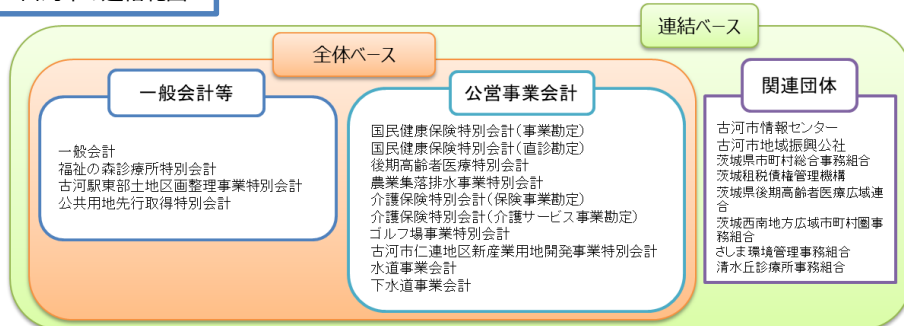 連結ベース
全体ベース
一般会計等
一般会計
福祉の森診療所特別会計
古河駅東部土地区画整理事業特別会計
公共用地先行取得特別会計
公営事業会計
国民健康保険特別会計(事業勘定)
国民健康保険特別会計(直診勘定)
後期高齢者医療特別会計
農業集落排水事業特別会計
介護保険特別会計(保険事業勘定)
介護保険特別会計(介護サービス事業勘定)
ゴルフ場事業特別会計
古河市仁連地区新産業用地開発事業特別会計
水道事業会計
下水道事業会計
関連団体
古河市情報センター
古河市地域振興公社
茨城県市町村総合事務組合
茨城租税債権管理機構
茨城県後期高齢者医療広域連
合
茨城西南地方広域市町村圏事
務組合
さしま環境管理事務組合
清水丘診療所事務組合